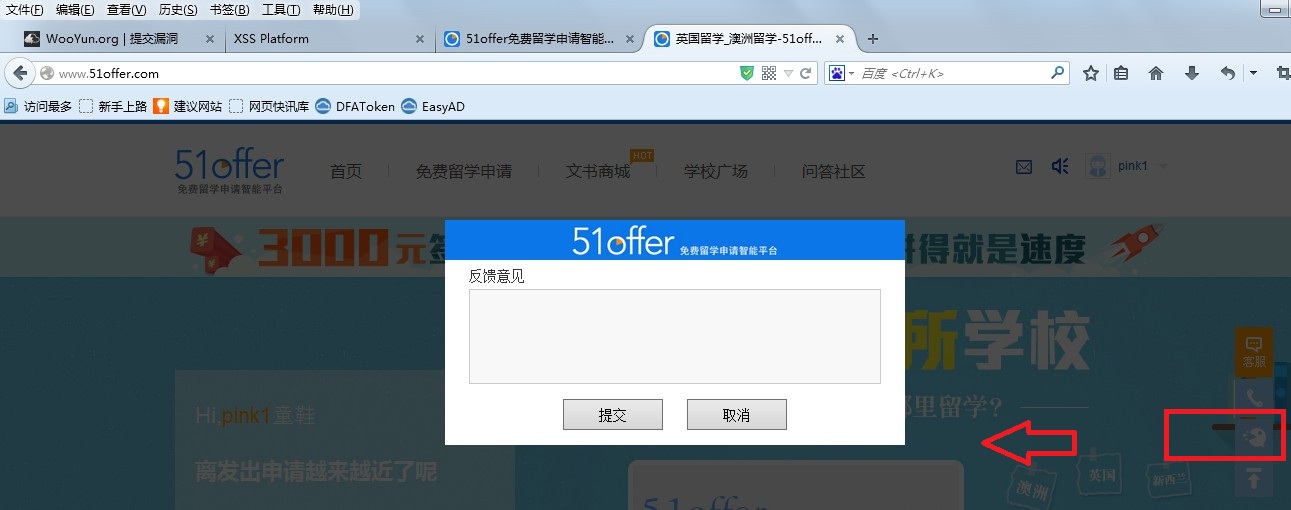 文件(F) 编辑(E) 查看(V) 历史(S) 书签(B) 工具(T) 帮助(H)
WooYun.org | 提交漏洞 XSS Platform 51offer免费留学申请智能... 英国留学_澳洲留学-51off...
www.51offer.com 百度 <Ctrl+K>
访问最多 新手上路 建议网站 网页快讯库 DFAToken EasyAD
51offer 免费留学申请智能平台 首页 免费留学申请 文书商城 HOT 学校广场 问答社区 pink1
¥ 3000元签 拼得就是速度
51offer 免费留学申请智能平台
反馈意见
所学校
客服
那里留学?
提交 取消
Hi,pink1童鞋
离发出申请越来越近了呢
澳洲 英国 新西兰
51offer